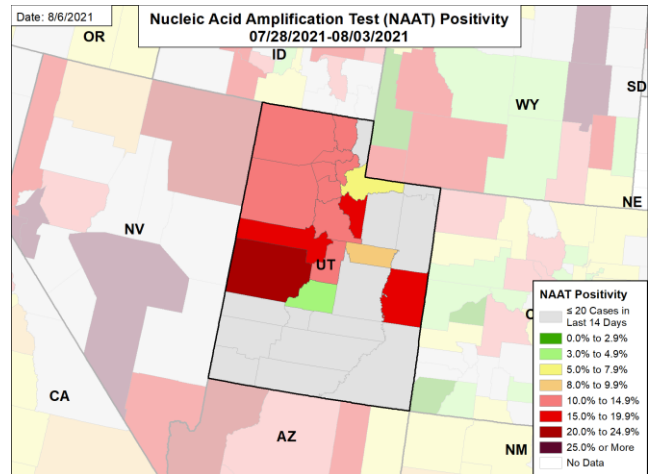 Date: 8/6/2021
Nucleic Acid Amplification Test (NAAT) Positivity
07/28/2021-08/03/2021
OR
ID
WY
SD
NE
NV
UT
C
CA
AZ
NM
NAAT Positivity
≤ 20 Cases in
Last 14 Days
0.0% to 2.9%
3.0% to 4.9%
5.0% to 7.9%
8.0% to 9.9%
10.0% to 14.9%
15.0% to 19.9%
20.0% to 24.9%
25.0% or More
No Data